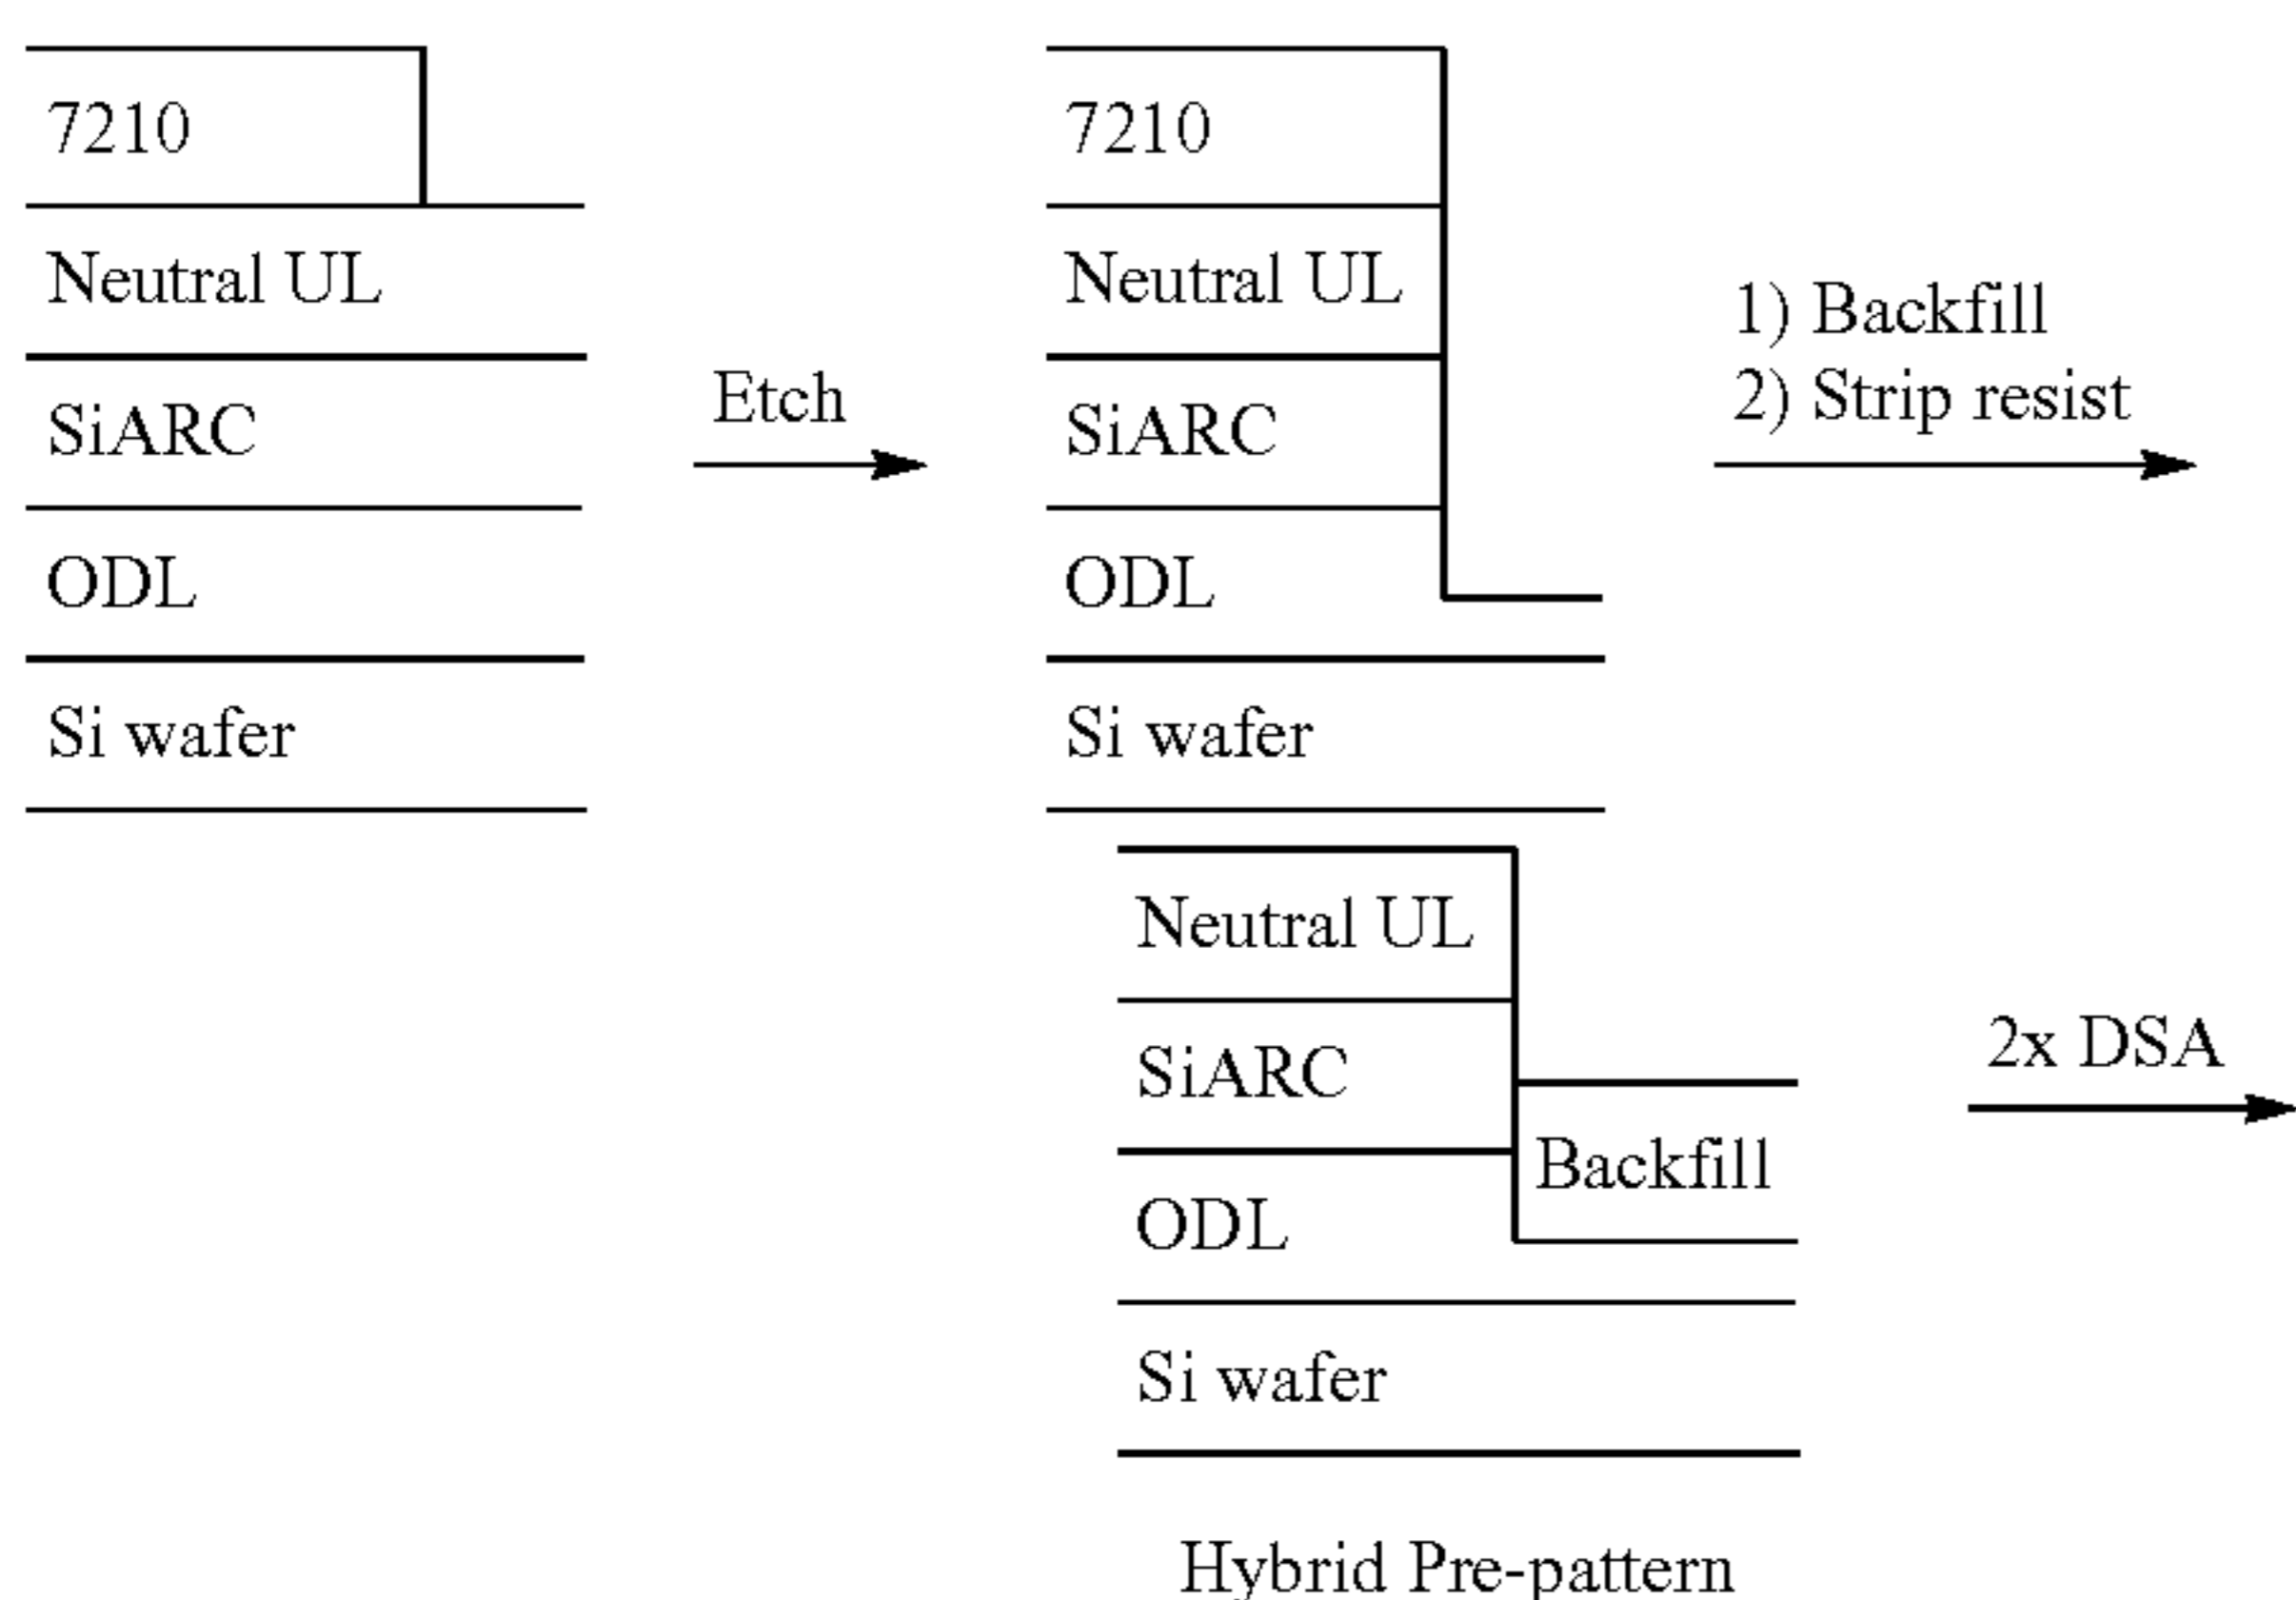 7210
Neutral UL
SiARC
ODL
Si wafer
Etch
7210
Neutral UL
SiARC
ODL
Si wafer
1) Backfill
2) Strip resist
Neutral UL
SiARC
ODL
Si wafer
Backfill
2x DSA
Hybrid Pre-pattern